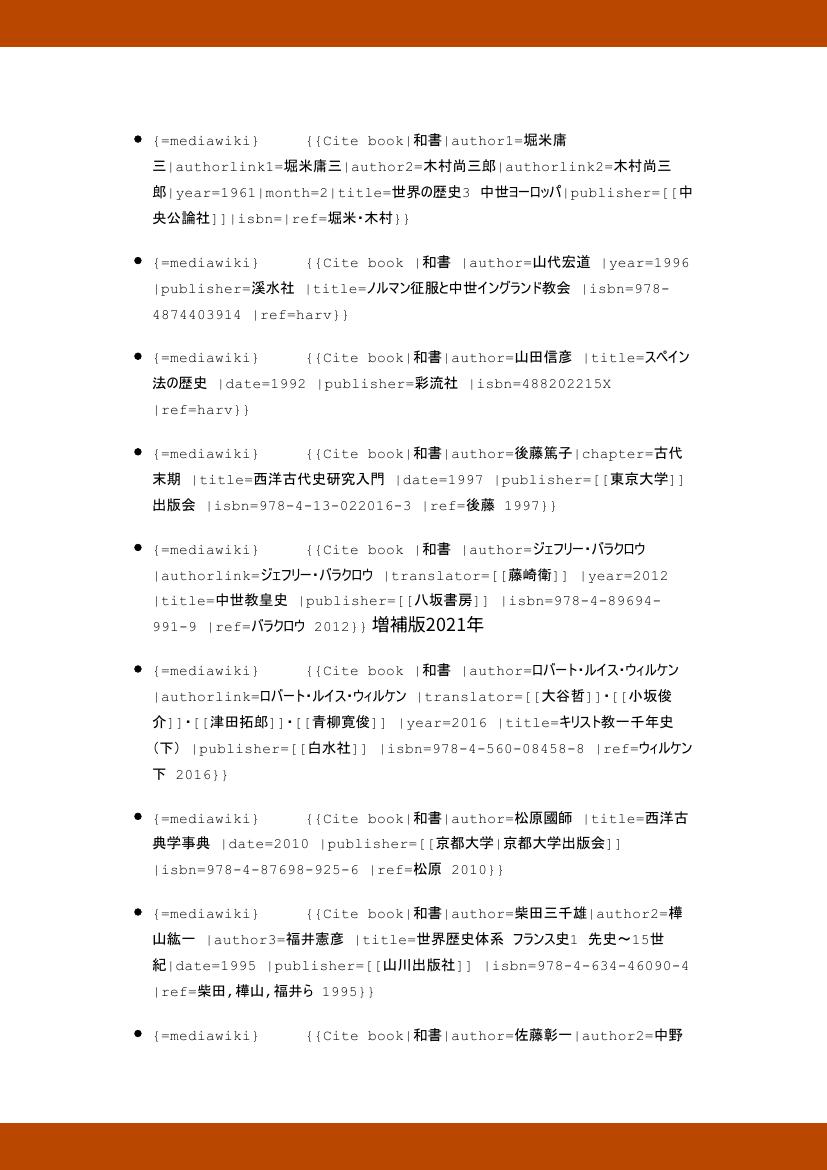 {=mediawiki} {{Cite book|和書|author1=堀米庸
三|authorlink1=堀米庸三|author2=木村尚三郎|authorlink2=木村尚三
郎|year=1961|month=2|title=世界の歴史3 中世ヨーロッパ|publisher=[[中
央公論社]]|isbn=|ref=堀米・木村}}
{=mediawiki} {{Cite book |和書 |author=山代宏道 |year=1996
|publisher=溪水社 |title=ノルマン征服と中世イングランド教会 |isbn=978-
4874403914 |ref=harv}}
{=mediawiki} {{Cite book|和書|author=山田信彦 |title=スペイン
法の歴史 |date=1992 |publisher=彩流社 |isbn=488202215X
|ref=harv}}
{=mediawiki} {{Cite book|和書|author=後藤篤子|chapter=古代
末期 |title=西洋古代史研究入門 |date=1997 |publisher=[[東京大学]]
出版会 |isbn=978-4-13-022016-3 |ref=後藤 1997}}
{=mediawiki} {{Cite book |和書 |author=ジェフリー・バラクロウ
|authorlink=ジェフリー・バラクロウ |translator=[[藤崎衛]] |year=2012
|title=中世教皇史 |publisher=[[八坂書房]] |isbn=978-4-89694-
991-9 |ref=バラクロウ 2012}} 増補版2021年
{=mediawiki} {{Cite book |和書 |author=ロバート・ルイス・ウィルケン
|authorlink=ロバート・ルイス・ウィルケン |translator=[[大谷哲]]・[[小坂俊
介]]・[[津田拓郎]]・[[青柳寛俊]] |year=2016 |title=キリスト教一千年史
（下） |publisher=[[白水社]] |isbn=978-4-560-08458-8 |ref=ウィルケン
下 2016}}
{=mediawiki} {{Cite book|和書|author=松原國師 |title=西洋古
典学事典 |date=2010 |publisher=[[京都大学|京都大学出版会]]
|isbn=978-4-87698-925-6 |ref=松原 2010}}
{=mediawiki} {{Cite book|和書|author=柴田三千雄|author2=樺
山紘一 |author3=福井憲彦 |title=世界歴史体系 フランス史1 先史～15世
紀|date=1995 |publisher=[[山川出版社]] |isbn=978-4-634-46090-4
|ref=柴田,樺山,福井ら 1995}}
{=mediawiki} {{Cite book|和書|author=佐藤彰一|author2=中野